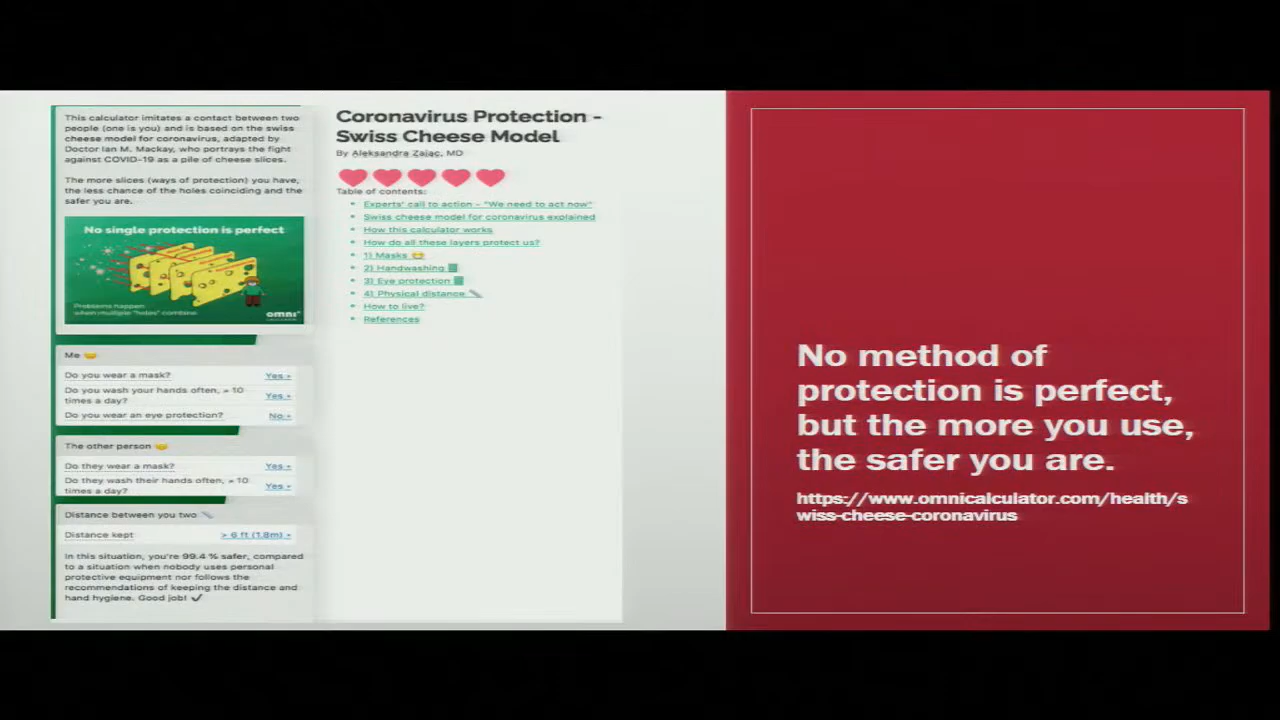 This calculator imitates a contact between two
people (one is you) and is based on the swiss
cheese model for coronavirus, adapted by
Doctor Ian M. Mackay, who portrays the fight
against COVID-19 as a pile of cheese slices.
The more slices (ways of protection) you have,
the less chance of the holes coinciding and the
safer you are.
No single protection is perfect
Problems happen
when multiple "holes" combine
omni
Me
Do you wear a mask? Yes
Do you wash your hands often, > 10
times a day? Yes
Do you wear an eye protection? No
The other person
Do they wear a mask? Yes
Do they wash their hands often, > 10
times a day? Yes
Distance between you two
Distance kept > 6 ft (1.8m)
In this situation, you're 99.4 % safer, compared
to a situation when nobody uses personal
protective equipment nor follows the
recommendations of keeping the distance and
hand hygiene. Good job! ✔
Coronavirus Protection -
Swiss Cheese Model
By Aleksandra Zając, MD
Table of contents:
• Experts' call to action - "We need to act now"
• Swiss cheese model for coronavirus explained
• How this calculator works
• How do all these layers protect us?
• 1) Masks
• 2) Handwashing
• 3) Eye protection
• 4) Physical distance
• How to live?
• References
No method of
protection is perfect,
but the more you use,
the safer you are.
https://www.omnicalculator.com/health/s
wiss-cheese-coronavirus